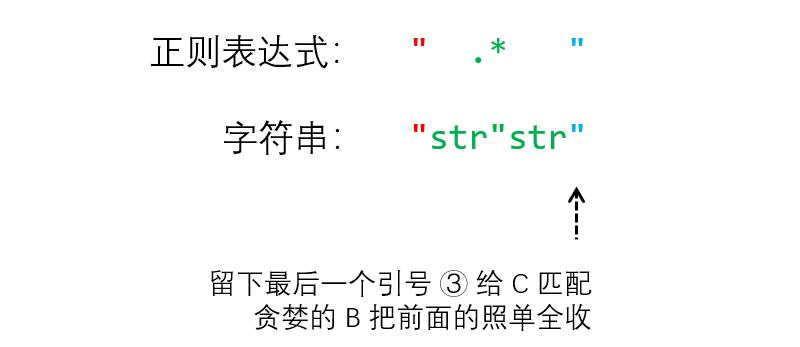 正则表达式： " .* "
字符串： "str"str"
留下最后一个引号 ③ 给 C 匹配
贪婪的 B 把前面的照单全收